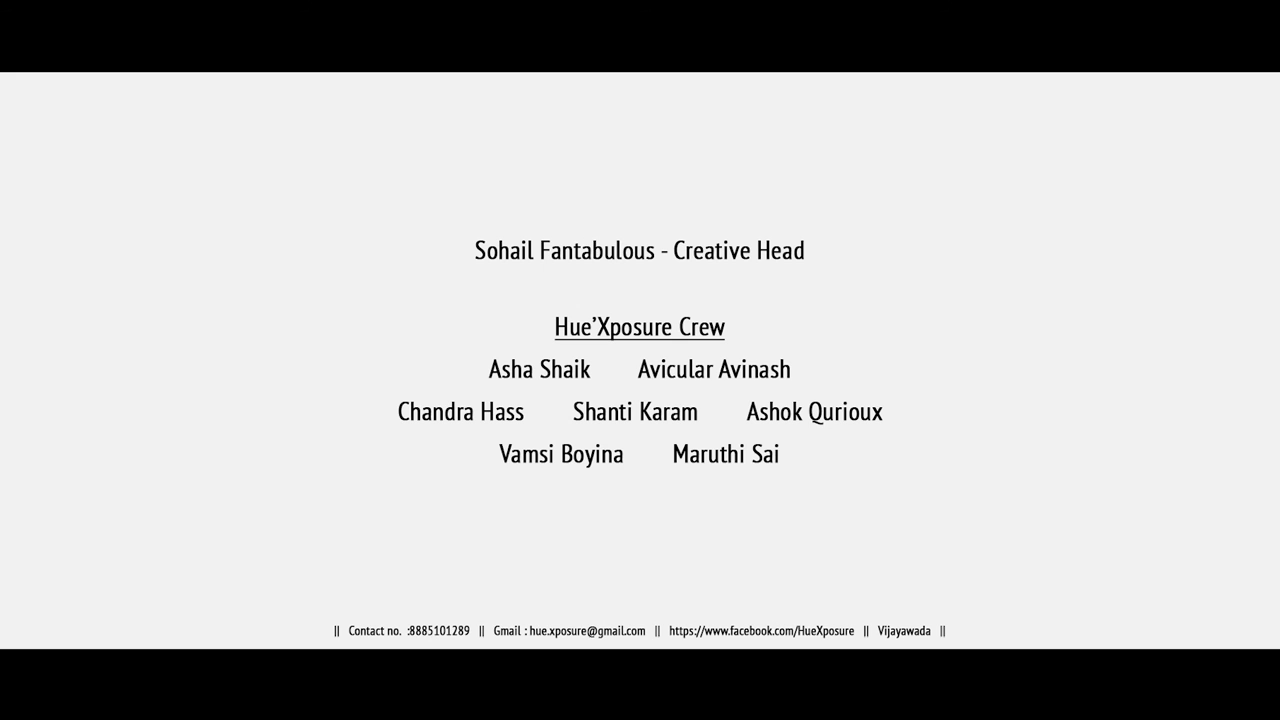 Sohail Fantabulous - Creative Head
Hue’Xposure Crew
Asha Shaik Avicular Avinash
Chandra Hass Shanti Karam Ashok Qurioux
Vamsi Boyina Maruthi Sai
|| Contact no. :8885101289 || Gmail : hue.xposure@gmail.com || https://www.facebook.com/HueXposure || Vijayawada ||